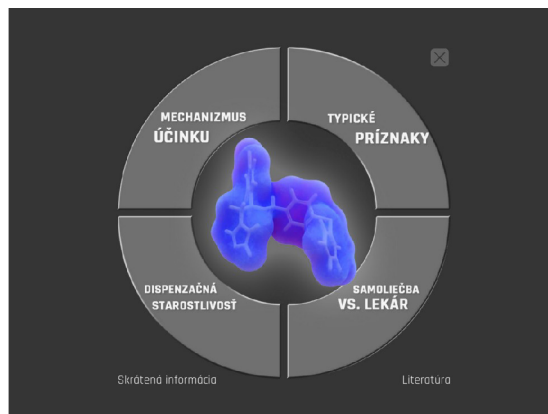 MECHANIZMUS
ÚČINKU
TYPICKÉ
PRÍZNAKY
DISPENZAČNÁ
STAROSTLIVOSŤ
SAMOLIEČBA
VS. LEKÁR
Skrátená informácia
Literatúra